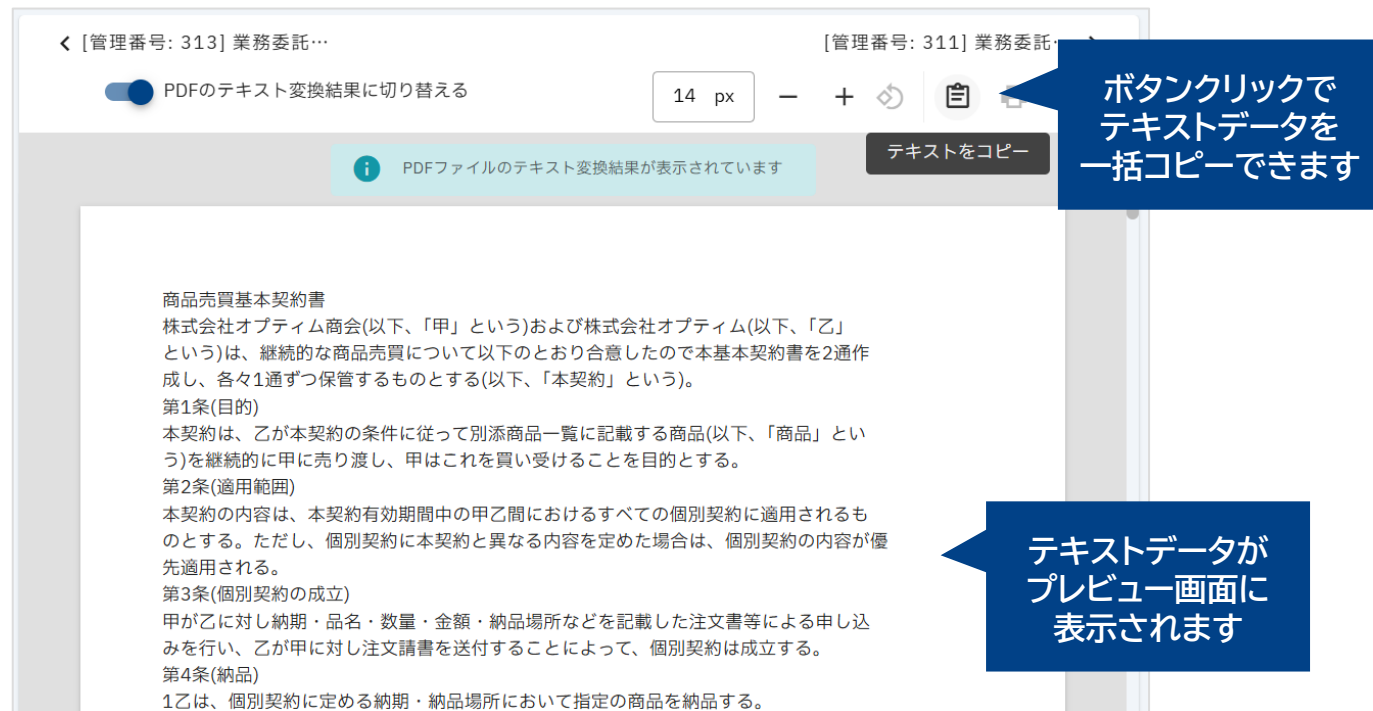 [管理番号: 313] 業務委託…
[管理番号: 311] 業務委託…
PDFのテキスト変換結果に切り替える
14 px
ボタンクリックで
テキストデータを
一括コピーできます
テキストをコピー
PDFファイルのテキスト変換結果が表示されています
商品売買基本契約書
株式会社オプティム商会(以下、「甲」という)および株式会社オプティム(以下、「乙」
という)は、継続的な商品売買について以下のとおり合意したので本基本契約書を2通作
成し、各々1通ずつ保管するものとする(以下、「本契約」という)。
第1条(目的)
本契約は、乙が本契約の条件に従って別添商品一覧に記載する商品(以下、「商品」とい
う)を継続的に甲に売り渡し、甲はこれを買い受けることを目的とする。
第2条(適用範囲)
本契約の内容は、本契約有効期間中の甲乙間におけるすべての個別契約に適用されるも
のとする。ただし、個別契約に本契約と異なる内容を定めた場合は、個別契約の内容が優
先適用される。
第3条(個別契約の成立)
甲が乙に対し納期・品名・数量・金額・納品場所などを記載した注文書等による申し込
みを行い、乙が甲に対し注文請書を送付することによって、個別契約は成立する。
第4条(納品)
1乙は、個別契約に定める納期・納品場所において指定の商品を納品する。
テキストデータが
プレビュー画面に
表示されます